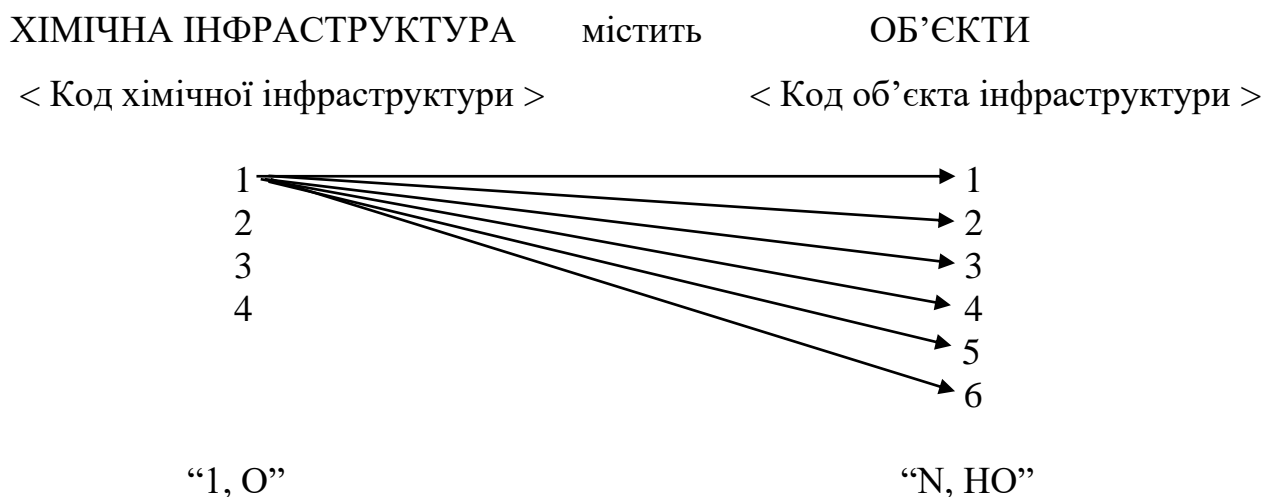 ХІМІЧНА ІНФРАСТРУКТУРА містить ОБ’ЄКТИ
< Код хімічної інфраструктури > < Код об’єкта інфраструктури >
1 1
2 2
3 3
4 4
5
6
“1, О” “N, НО”